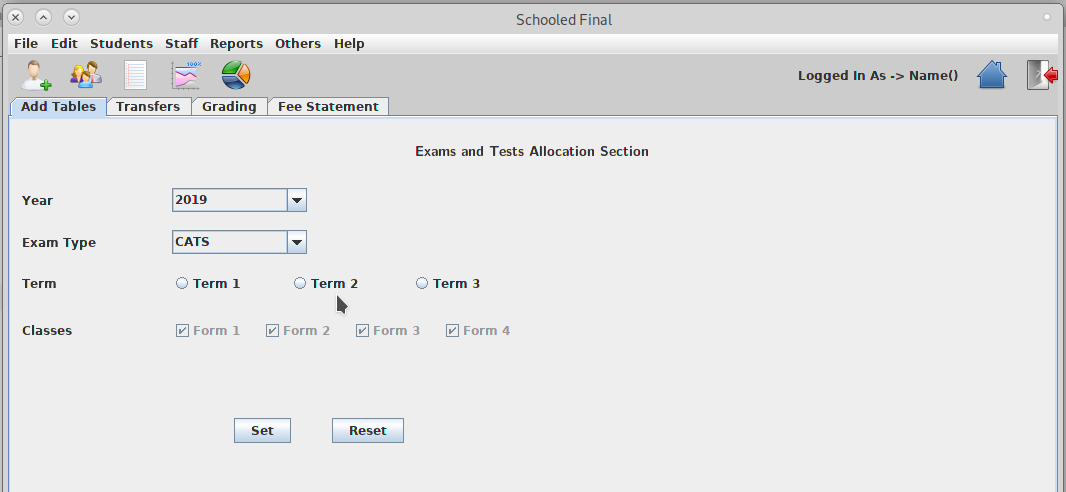 Schooled Final
File Edit Students Staff Reports Others Help
100%
Logged In As -> Name()
Add Tables Transfers Grading Fee Statement
Exams and Tests Allocation Section
Year 2019
Exam Type CATS
Term Term 1 Term 2 Term 3
Classes Form 1 Form 2 Form 3 Form 4
Set Reset